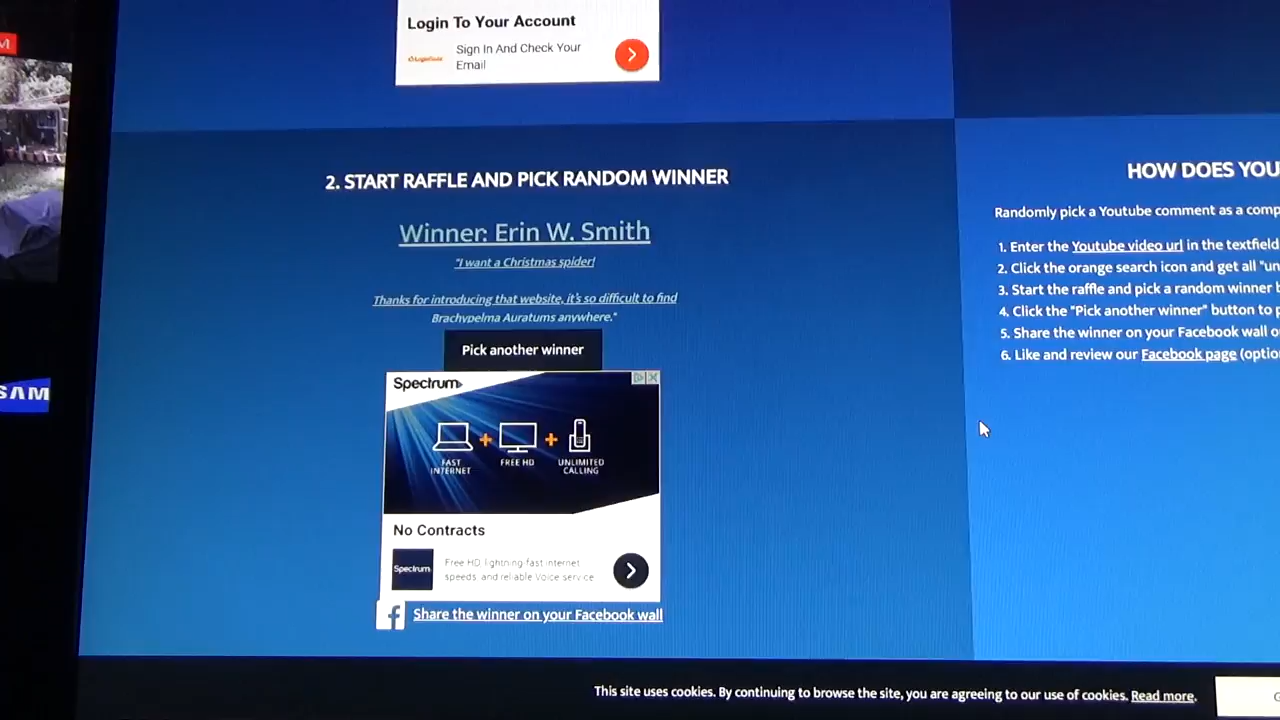 M
Login To Your Account
Sign In And Check Your
Email
2. START RAFFLE AND PICK RANDOM WINNER
Winner: Erin W. Smith
"I want a Christmas spider!
Thanks for introducing that website, it's so difficult to find
Brachypelma Auratums anywhere."
Pick another winner
Spectrum
FAST
INTERNET
FREE HD
UNLIMITED
CALLING
No Contracts
Spectrum
Free HD, lightning-fast internet
speeds, and reliable Voice service
Share the winner on your Facebook wall
HOW DOES YOU
Randomly pick a Youtube comment as a comp
1. Enter the Youtube video url in the textfield
2. Click the orange search icon and get all "un
3. Start the raffle and pick a random winner b
4. Click the "Pick another winner" button to p
5. Share the winner on your Facebook wall o
6. Like and review our Facebook page (optio
SAM
This site uses cookies. By continuing to browse the site, you are agreeing to our use of cookies. Read more.
G